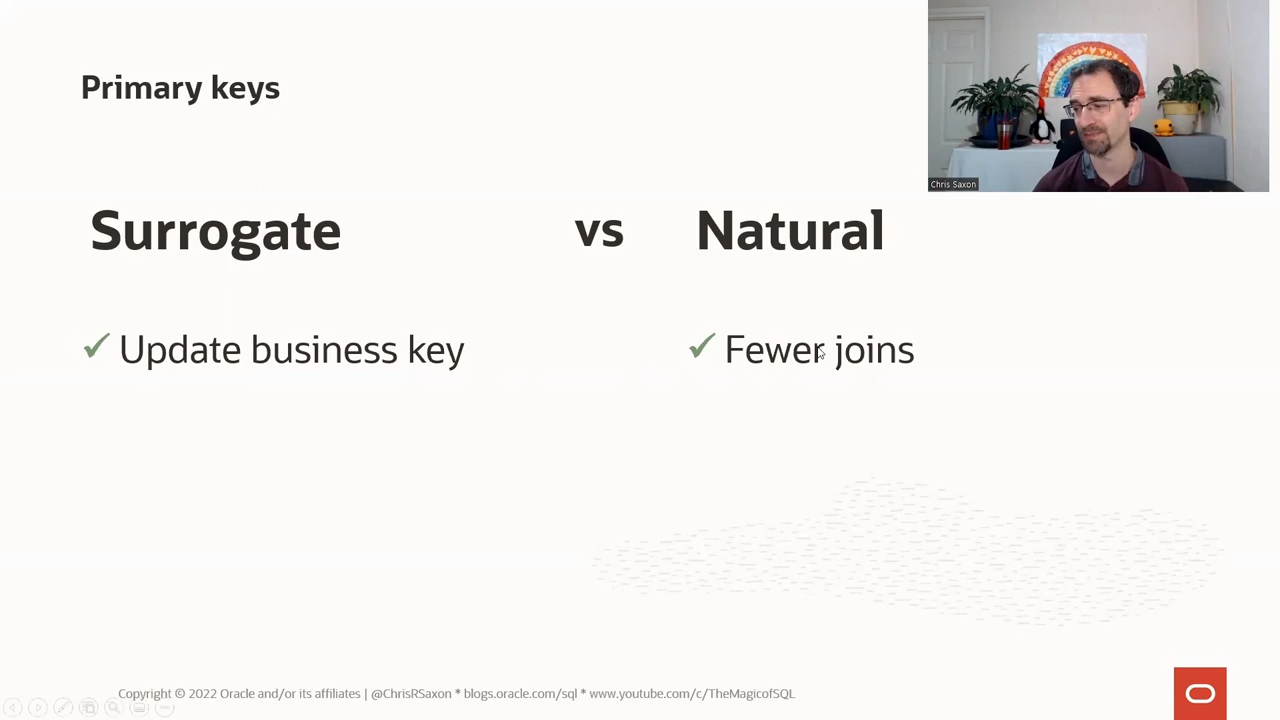 Primary keys
Chris Saxon
Surrogate vs Natural
✓ Update business key
✓ Fewer joins
Copyright © 2022 Oracle and/or its affiliates | @ChrisRSaxon * blogs.oracle.com/sql * www.youtube.com/c/TheMagicofSQL